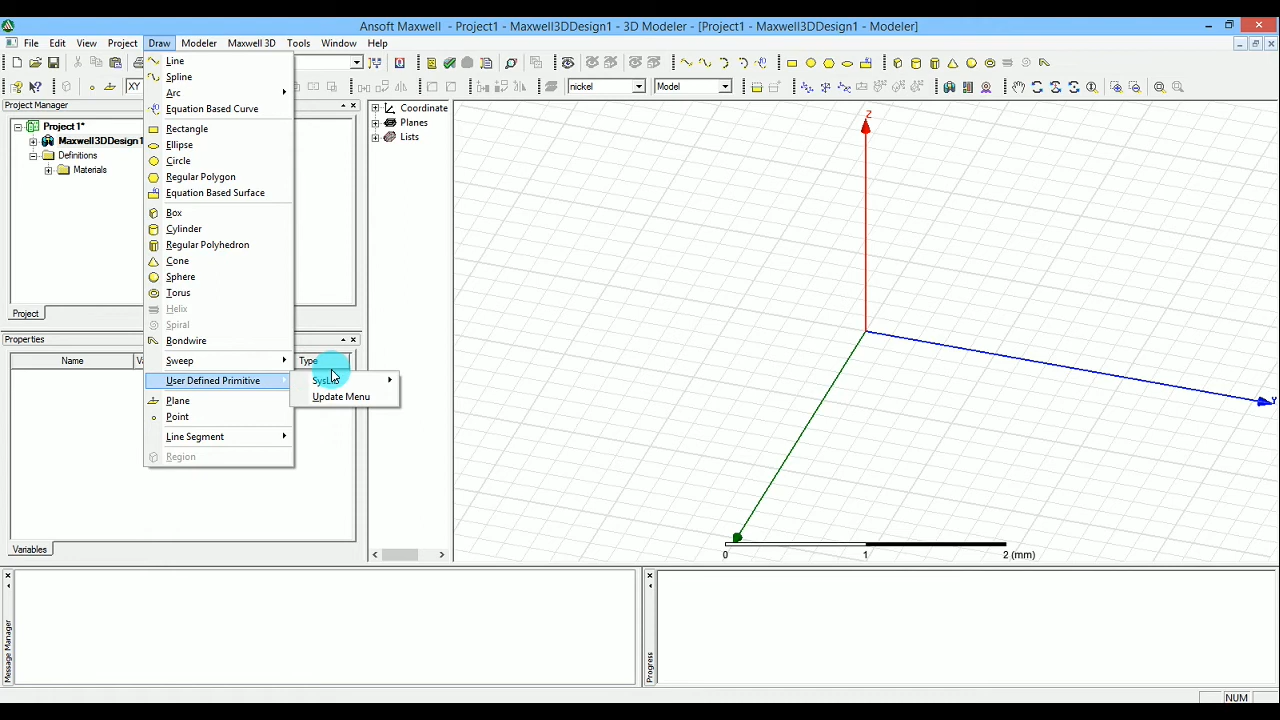 Ansoft Maxwell - Project1 - Maxwell3DDesign1 - 3D Modeler - [Project1 - Maxwell3DDesign1 - Modeler]
File Edit View Project Draw Modeler Maxwell 3D Tools Window Help
XY
nickel
Model
Project Manager
Project1*
Maxwell3DDesign1
Definitions
Materials
Project
Properties
Name
Type
Variables
Line
Spline
Arc
Equation Based Curve
Rectangle
Ellipse
Circle
Regular Polygon
Equation Based Surface
Box
Cylinder
Regular Polyhedron
Cone
Sphere
Torus
Helix
Spiral
Bondwire
Sweep
User Defined Primitive
Plane
Point
Line Segment
Region
Update Menu
Coordinate
Planes
Lists
Z
Y
0 1 2 (mm)
Message Manager
Progress
NUM